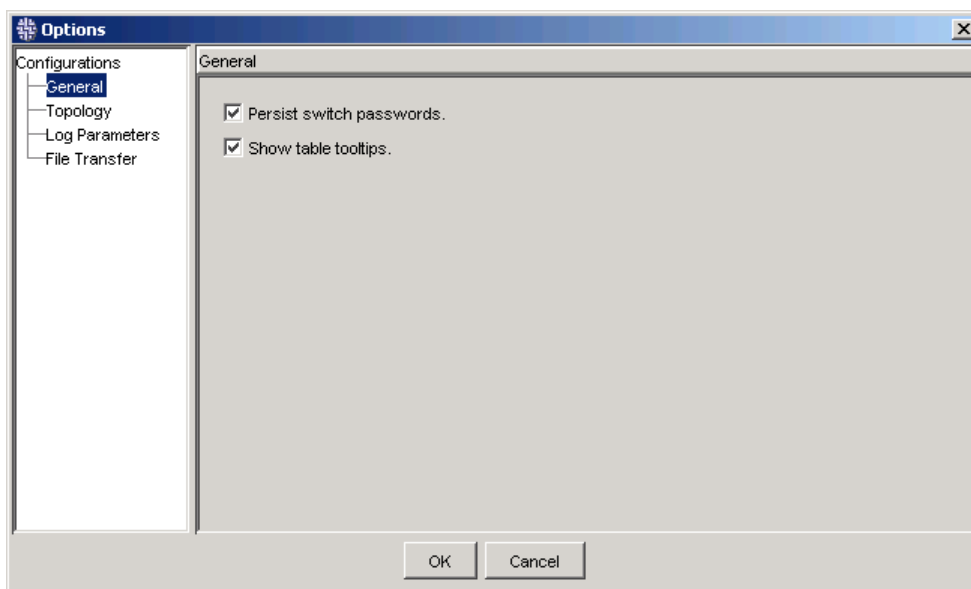 Options
Configurations
General
Topology
Log Parameters
File Transfer
General
Persist switch passwords.
Show table tooltips.
OK
Cancel